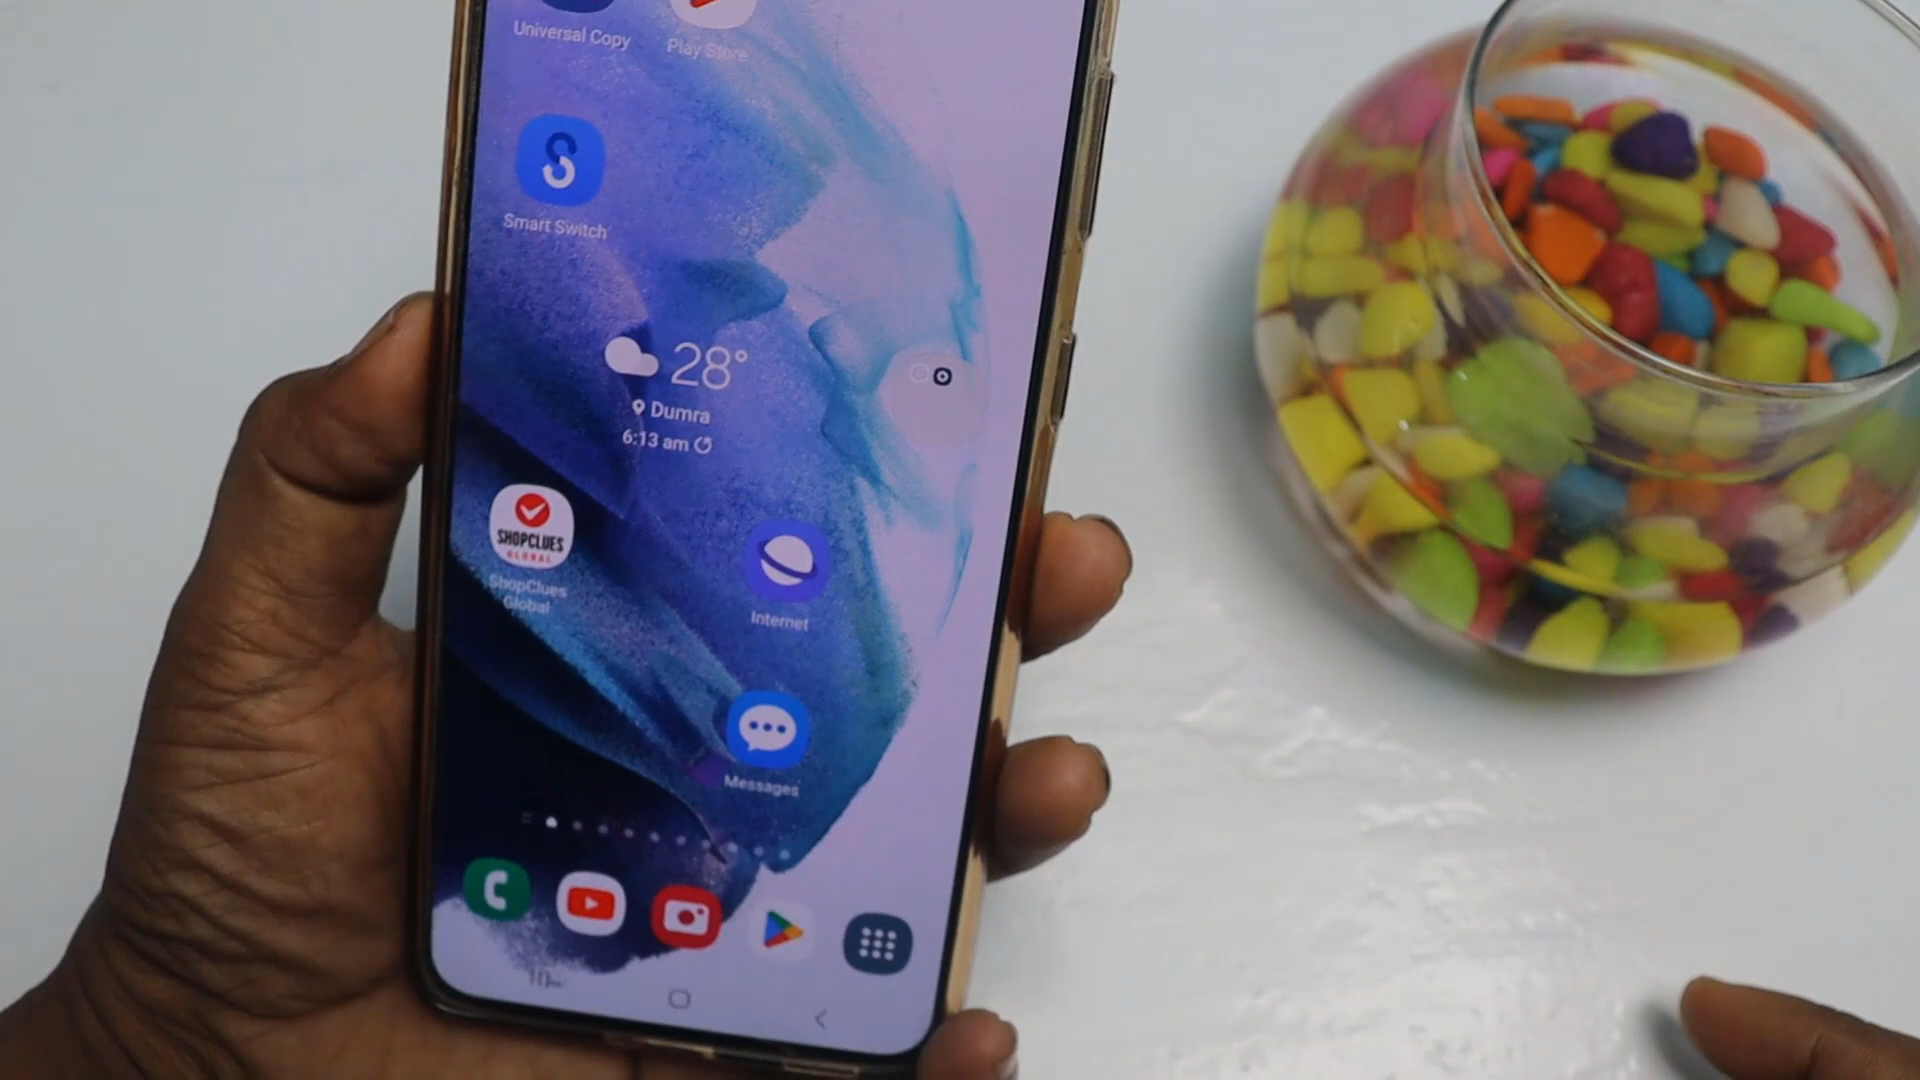 Universal Copy
Play Store
Smart Switch
28°
Dumra
6:13 am
SHOPCLUES
GLOBAL
ShopClues
Global
Internet
Messages